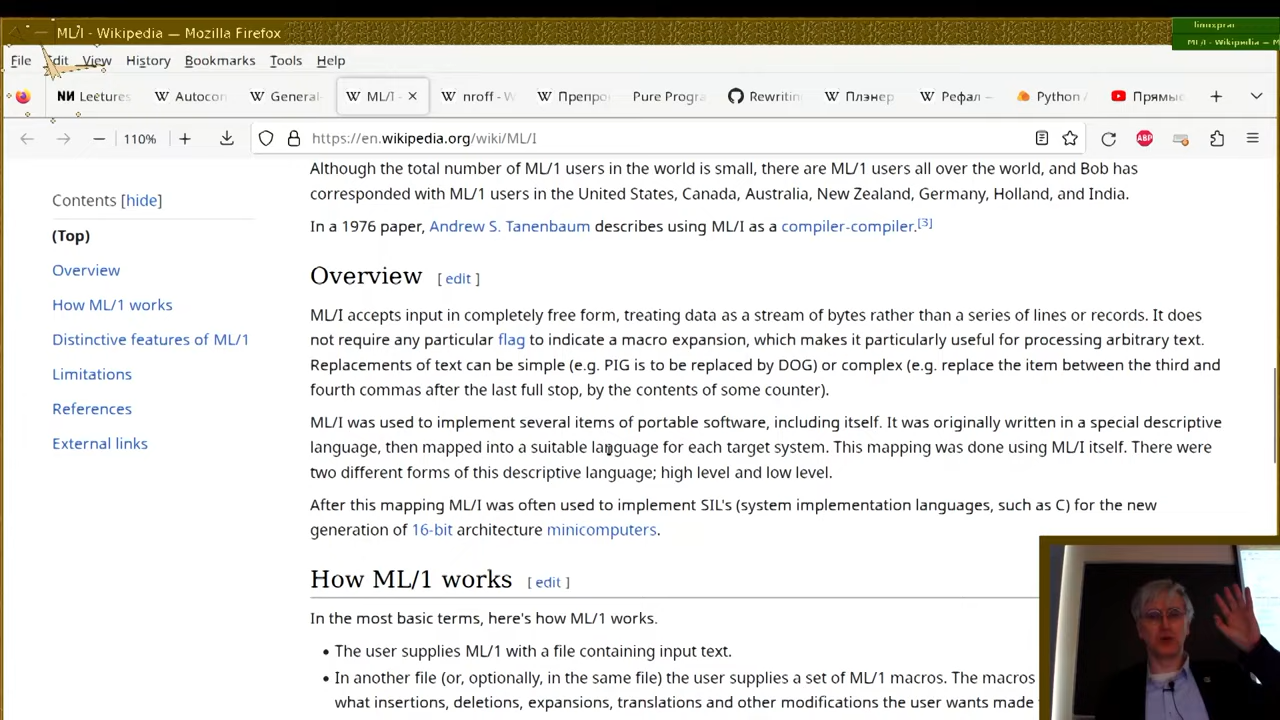 ML/I - Wikipedia — Mozilla Firefox
linuxprac
ML/I - Wikipedia — M
File Edit View History Bookmarks Tools Help
Lectures Autocon General- ML/I - nroff - W Препро Pure Progra Rewritin Плэнер Рефал — Python / Прямы
110% https://en.wikipedia.org/wiki/ML/I ABP
Although the total number of ML/1 users in the world is small, there are ML/1 users all over the world, and Bob has
corresponded with ML/1 users in the United States, Canada, Australia, New Zealand, Germany, Holland, and India.
In a 1976 paper, Andrew S. Tanenbaum describes using ML/I as a compiler-compiler.[3]
Contents [hide]
(Top)
Overview
How ML/1 works
Distinctive features of ML/1
Limitations
References
External links
Overview [ edit ]
ML/I accepts input in completely free form, treating data as a stream of bytes rather than a series of lines or records. It does
not require any particular flag to indicate a macro expansion, which makes it particularly useful for processing arbitrary text.
Replacements of text can be simple (e.g. PIG is to be replaced by DOG) or complex (e.g. replace the item between the third and
fourth commas after the last full stop, by the contents of some counter).
ML/I was used to implement several items of portable software, including itself. It was originally written in a special descriptive
language, then mapped into a suitable language for each target system. This mapping was done using ML/I itself. There were
two different forms of this descriptive language; high level and low level.
After this mapping ML/I was often used to implement SIL's (system implementation languages, such as C) for the new
generation of 16-bit architecture minicomputers.
How ML/1 works [ edit ]
In the most basic terms, here's how ML/1 works.
• The user supplies ML/1 with a file containing input text.
• In another file (or, optionally, in the same file) the user supplies a set of ML/1 macros. The macros
what insertions, deletions, expansions, translations and other modifications the user wants made